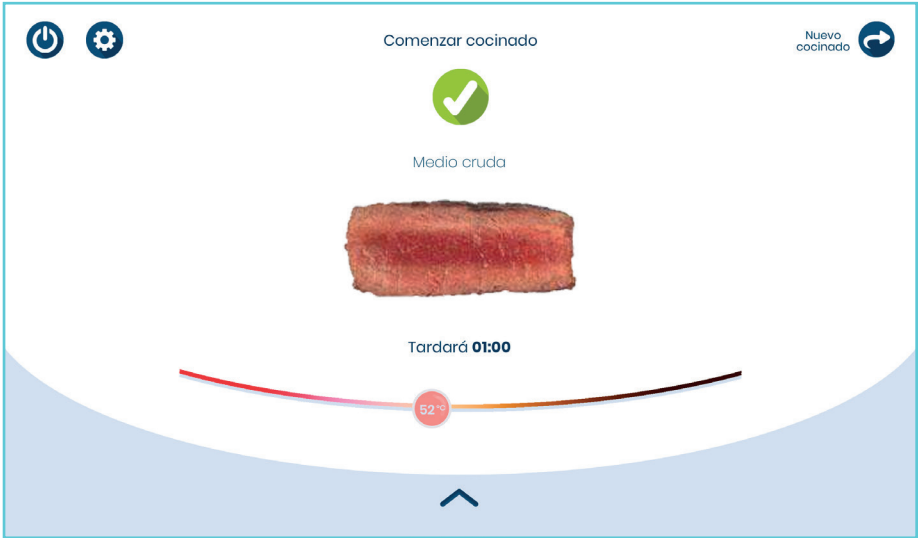 Comenzar cocinado
Nuevo
cocinado
Medio cruda
Tardará 01:00
52°C